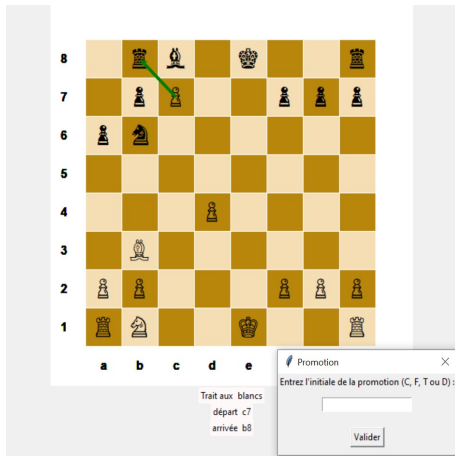 8
7
6
5
4
3
2
1
a b c d e
Promotion
Entrez l'initiale de la promotion (C, F, T ou D) :
Valider
Trait aux blancs
départ c7
arrivée b8